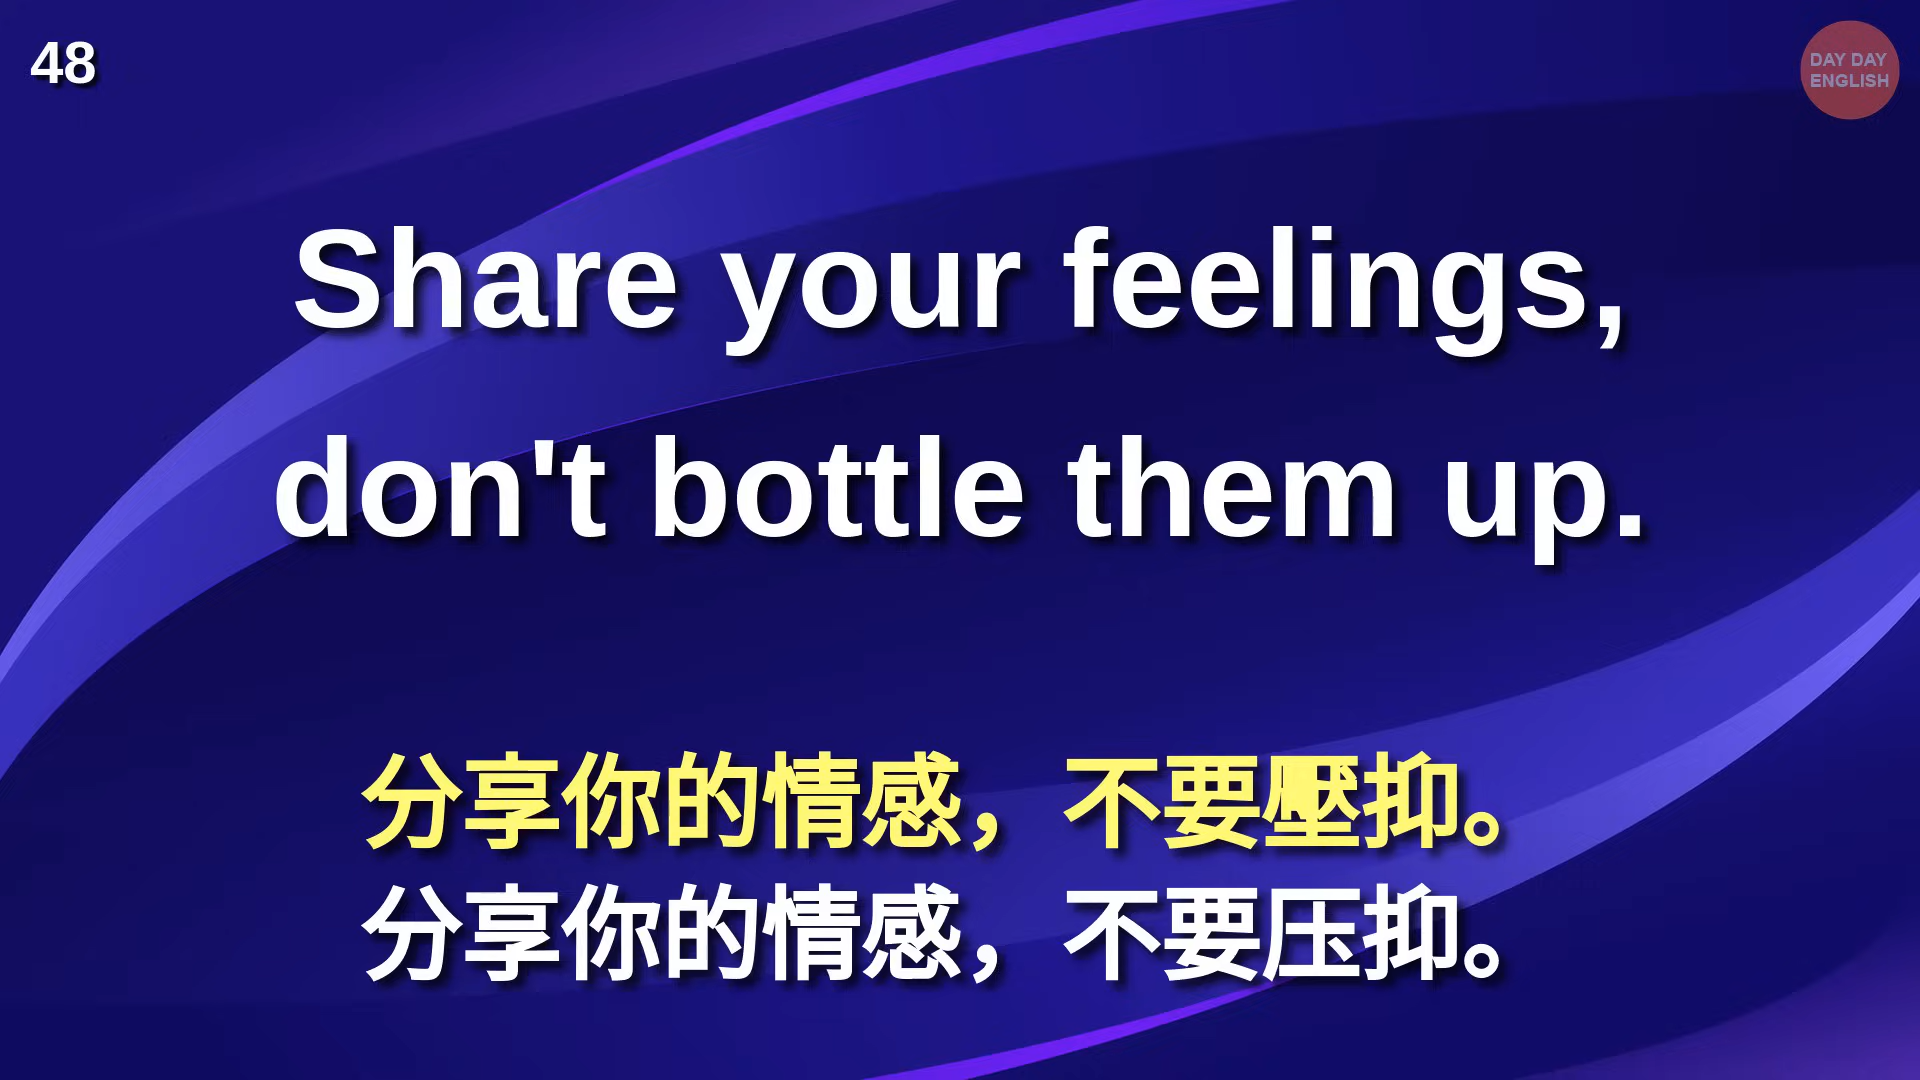 48
DAY DAY
ENGLISH
Share your feelings,
don't bottle them up.
分享你的情感，不要壓抑。
分享你的情感，不要压抑。